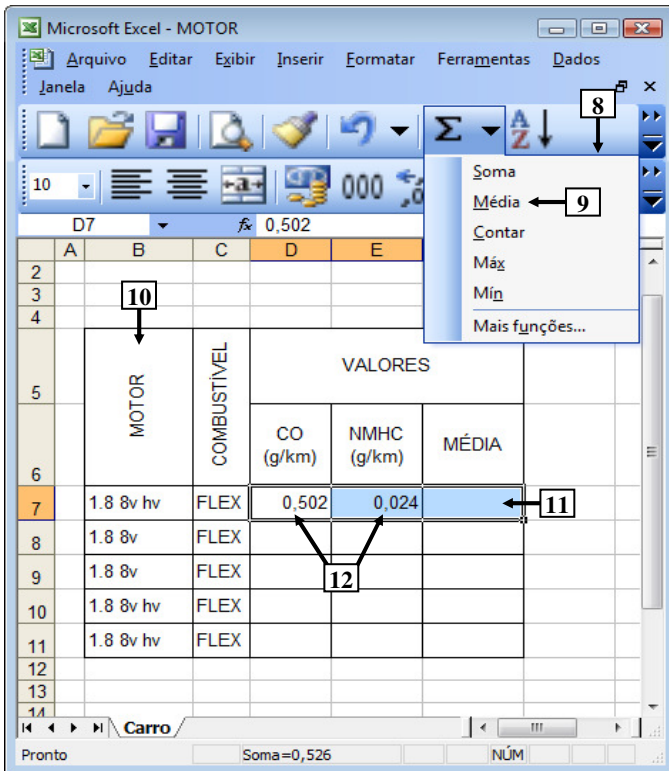 Microsoft Excel - MOTOR
Arquivo Editar Exibir Inserir Formatar Ferramentas Dados
Janela Ajuda
8
Σ AZ
Soma
10 a 000 ,0
Média 9
Contar
Máx
Mín
Mais funções...
D7 fx 0,502
A B C D E
2
3
4
10
5
MOTOR COMBUSTÍVEL VALORES
6
CO (g/km) NMHC (g/km) MÉDIA
7 1.8 8v hv FLEX 0,502 0,024 11
8 1.8 8v FLEX
12
9 1.8 8v FLEX
10 1.8 8v hv FLEX
11 1.8 8v hv FLEX
12
13
14
Carro
Pronto Soma=0,526 NÚM